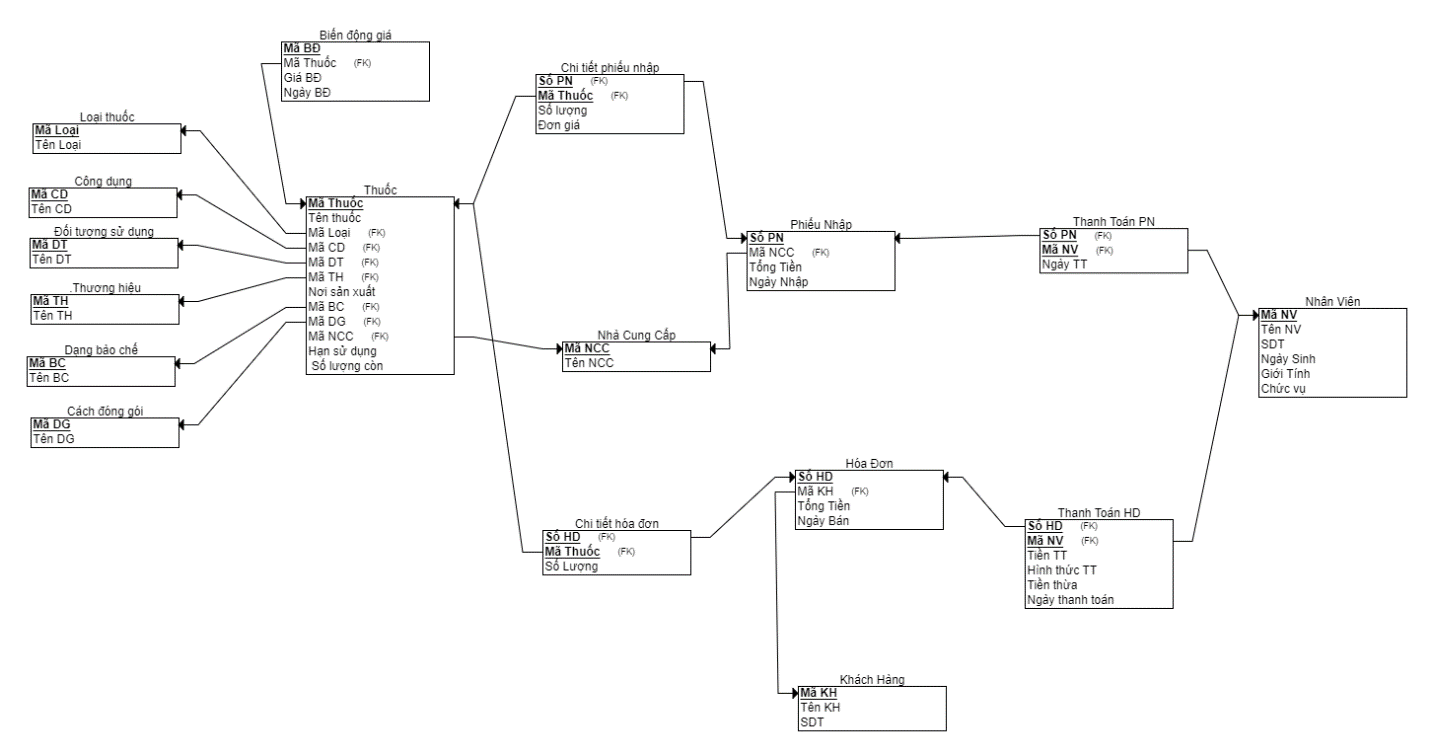 Biến động giá
Mã BĐ
Mã Thuốc (FK)
Giá BĐ
Ngày BĐ
Chi tiết phiếu nhập
Số PN (FK)
Mã Thuốc (FK)
Số lượng
Đơn giá
Loại thuốc
Mã Loại
Tên Loại
Công dụng
Mã CD
Tên CD
Đối tượng sử dụng
Mã DT
Tên DT
.Thương hiệu
Mã TH
Tên TH
Dạng bào chế
Mã BC
Tên BC
Cách đóng gói
Mã DG
Tên DG
Thuốc
Mã Thuốc
Tên thuốc
Mã Loại (FK)
Mã CD (FK)
Mã DT (FK)
Mã TH (FK)
Nơi sản xuất
Mã BC (FK)
Mã DG (FK)
Mã NCC (FK)
Hạn sử dụng
Số lượng còn
Phiếu Nhập
Số PN
Mã NCC (FK)
Tổng Tiền
Ngày Nhập
Thanh Toán PN
Số PN (FK)
Mã NV (FK)
Ngày TT
Nhà Cung Cấp
Mã NCC
Tên NCC
Nhân Viên
Mã NV
Tên NV
SDT
Ngày Sinh
Giới Tính
Chức vụ
Hóa Đơn
Số HD
Mã KH (FK)
Tổng Tiền
Ngày Bán
Chi tiết hóa đơn
Số HD (FK)
Mã Thuốc (FK)
Số Lượng
Thanh Toán HD
Số HD (FK)
Mã NV (FK)
Tiền TT
Hình thức TT
Tiền thừa
Ngày thanh toán
Khách Hàng
Mã KH
Tên KH
SDT